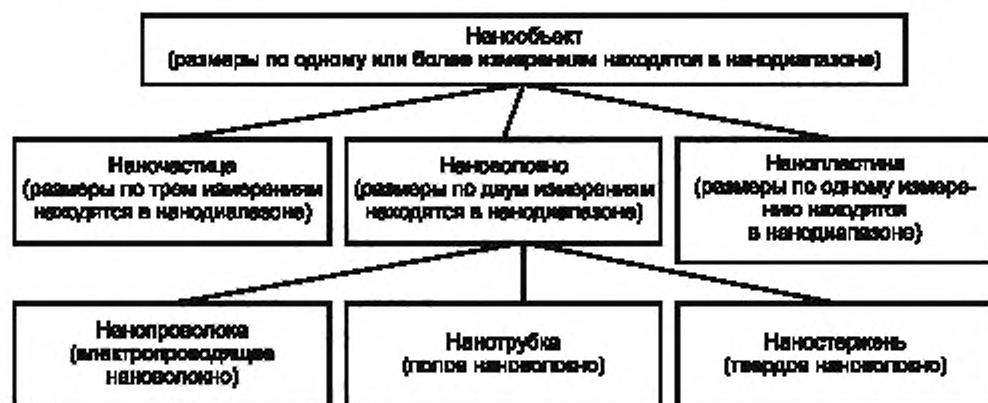 Нанообъект
(размеры по одному или более измерениям находятся в нанодиапазоне)
Наночастица
(размеры по трем измерениям
находятся в нанодиапазоне)
Нановолокно
(размеры по двум измерениям
находятся в нанодиапазоне)
Нанопластина
(размеры по одному измере-
нию находятся
в нанодиапазоне)
Нанопроволока
(электропроводящее
нановолокно)
Нанотрубка
(полое нановолокно)
Наностержень
(твердое нановолокно)